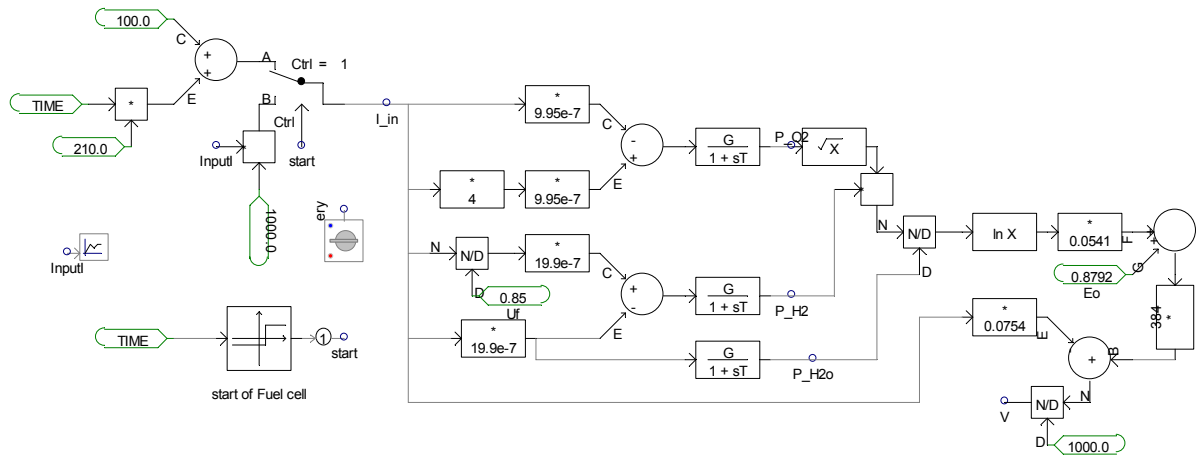 100.0
C
+
+
A
Ctrl = 1
TIME
*
E
210.0
B
Ctrl
InputI
*
start
1000.0
I_in
ery
InputI
TIME
1
start
start of Fuel cell
*
9.95e-7
C
-
+
E
*
4
*
9.95e-7
G
1 + sT
P_O2
√X
*
N
N/D
D
ln X
*
0.0541
F
+
G
0.8792
Eo
N
N/D
D
0.85
Uf
*
19.9e-7
C
+
-
E
*
19.9e-7
G
1 + sT
P_H2
G
1 + sT
P_H2o
*
0.0754
E
+
B
384
*
N
N/D
V
D
1000.0